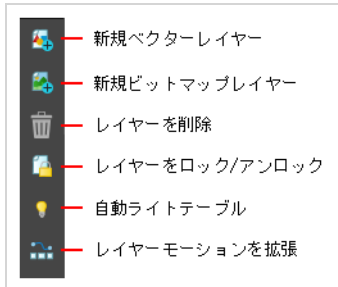 新規ベクターレイヤー
新規ビットマップレイヤー
レイヤーを削除
レイヤーをロック/アンロック
自動ライトテーブル
レイヤーモーションを拡張